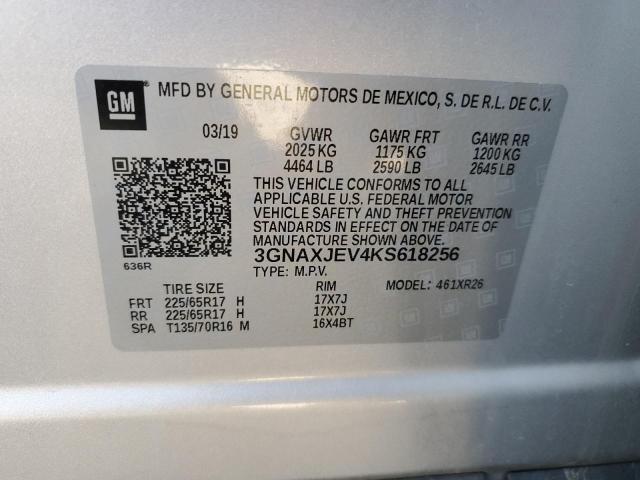 GM
MFD BY GENERAL MOTORS DE MEXICO, S. DE R.L. DE C.V.
03/19 GVWR GAWR FRT GAWR RR
2025 KG 1175 KG 1200 KG
4464 LB 2590 LB 2645 LB
THIS VEHICLE CONFORMS TO ALL
APPLICABLE U.S. FEDERAL MOTOR
VEHICLE SAFETY AND THEFT PREVENTION
STANDARDS IN EFFECT ON THE DATE OF
MANUFACTURE SHOWN ABOVE.
3GNAXJEV4KS618256
636R
TYPE: M.P.V.
TIRE SIZE RIM MODEL: 461XR26
FRT 225/65R17 H 17X7J
RR 225/65R17 H 17X7J
SPA T135/70R16 M 16X4BT